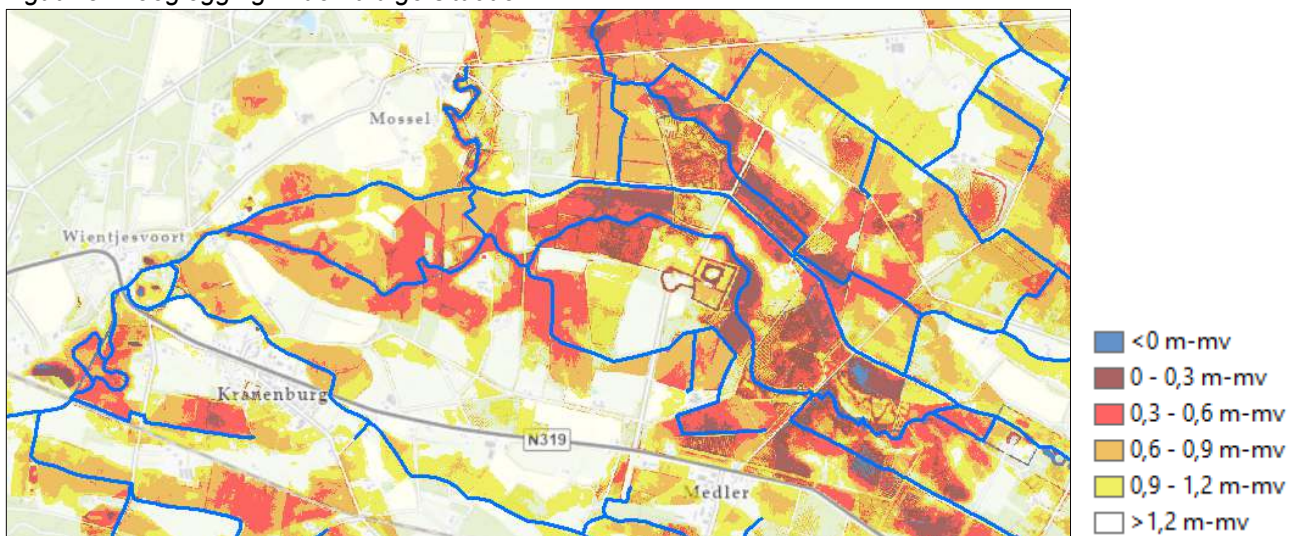 Mossel
Wientjesvoort
Kranenburg
N319
Medler
<0 m-mv
0 - 0,3 m-mv
0,3 - 0,6 m-mv
0,6 - 0,9 m-mv
0,9 - 1,2 m-mv
>1,2 m-mv